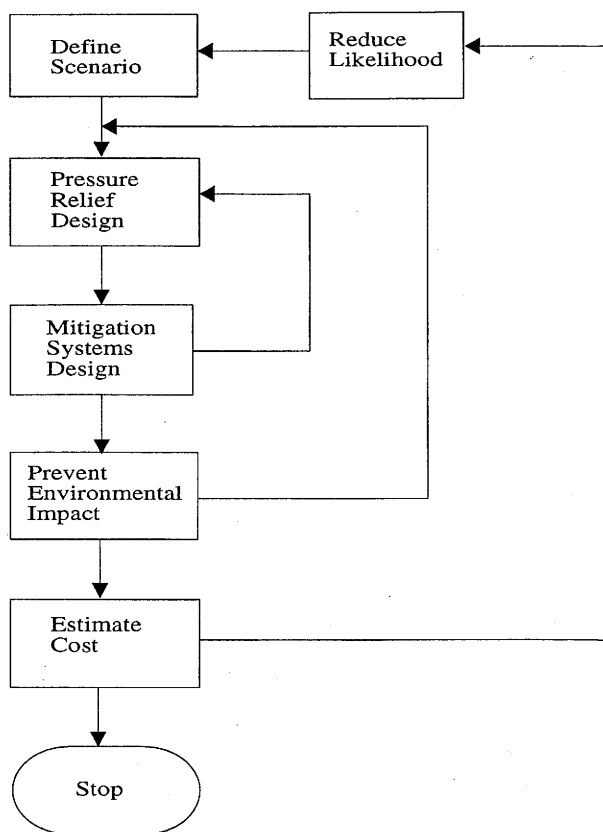 Define
Scenario
Reduce
Likelihood
Pressure
Relief
Design
Mitigation
Systems
Design
Prevent
Environmental
Impact
Estimate
Cost
Stop